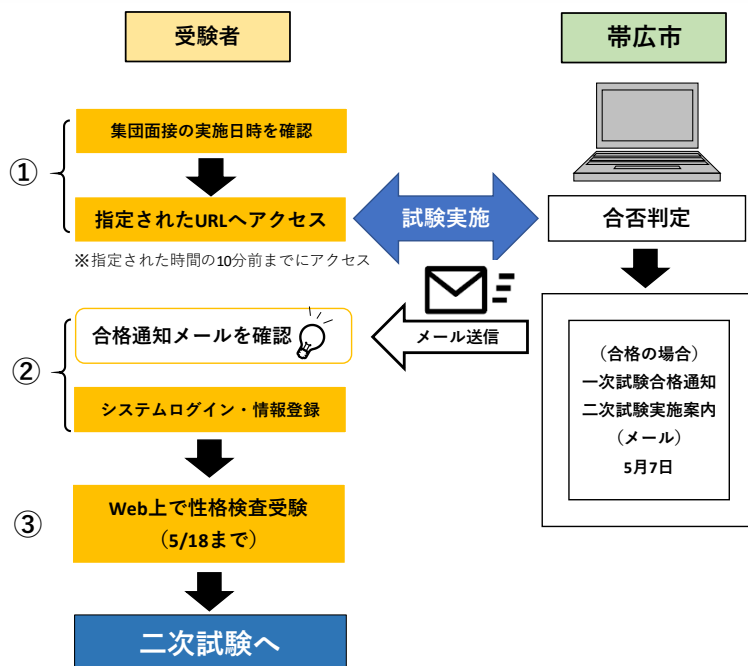 受験者
帯広市
①
集団面接の実施日時を確認
指定されたURLへアクセス
※指定された時間の10分前までにアクセス
試験実施
合否判定
メール送信
②
合格通知メールを確認
システムログイン・情報登録
（合格の場合）
一次試験合格通知
二次試験実施案内
（メール）
5月7日
③
Web上で性格検査受験
（5/18まで）
二次試験へ